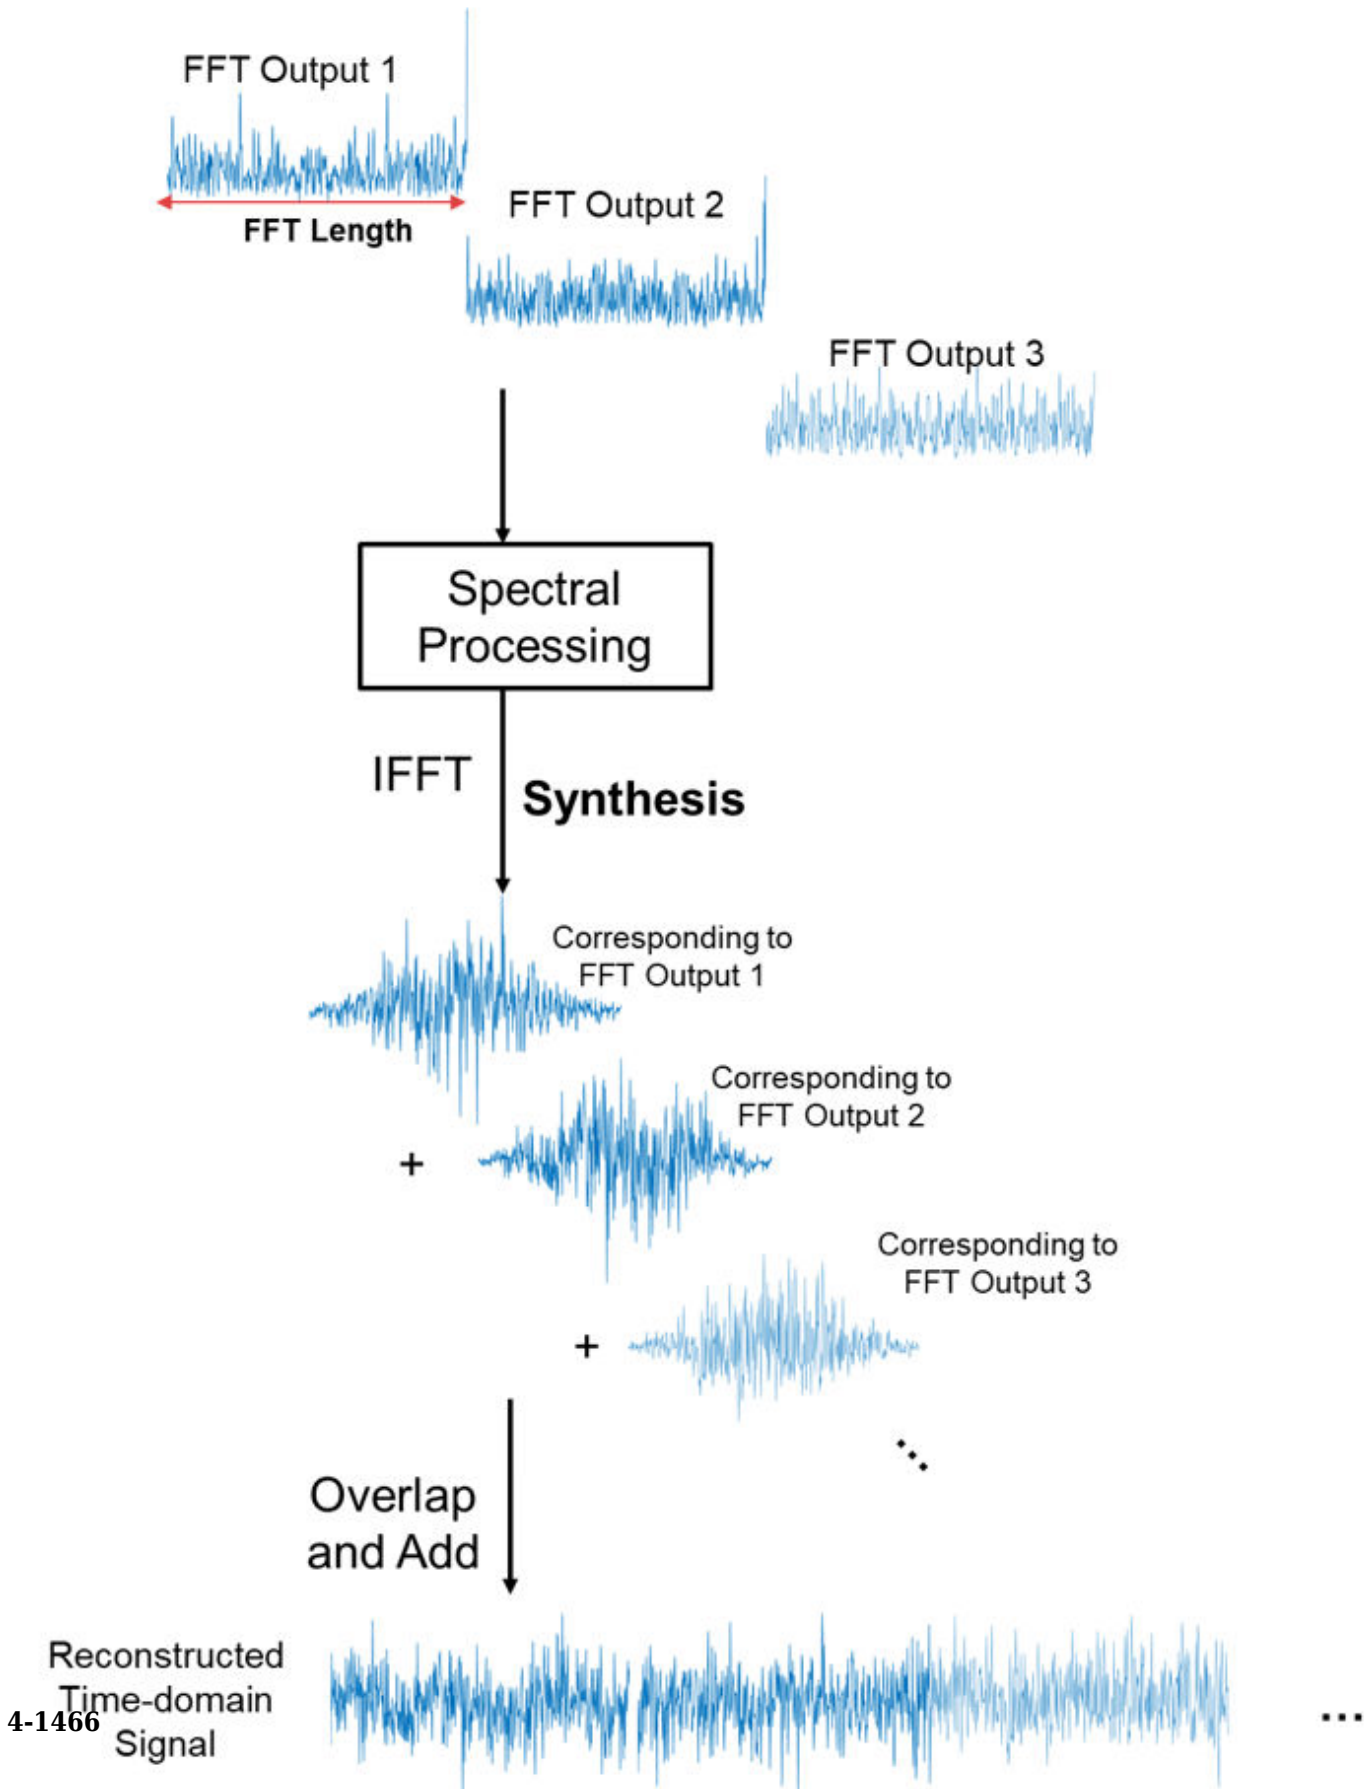 FFT Output 1
FFT Length
FFT Output 2
FFT Output 3
Spectral
Processing
IFFT
Synthesis
Corresponding to
FFT Output 1
Corresponding to
FFT Output 2
+
Corresponding to
FFT Output 3
+
Overlap
and Add
Reconstructed
Time-domain
Signal
...
4-1466